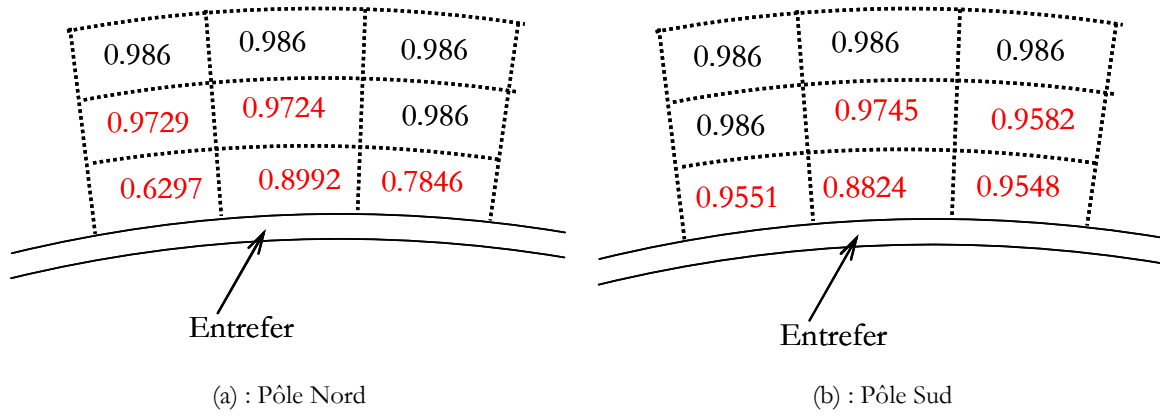 0.986 0.986 0.986
0.9729 0.9724 0.986
0.6297 0.8992 0.7846
Entrefer
(a) : Pôle Nord
0.986 0.986 0.986
0.986 0.9745 0.9582
0.9551 0.8824 0.9548
Entrefer
(b) : Pôle Sud